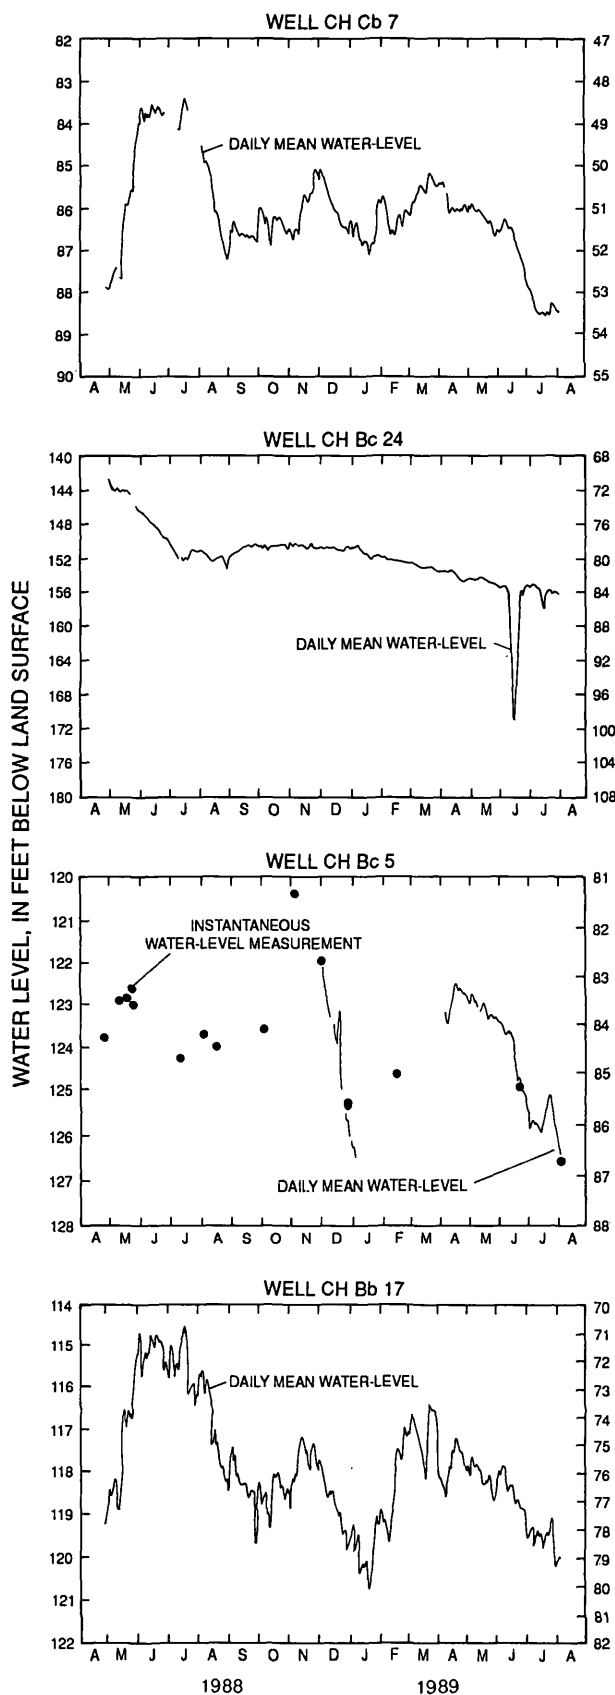 WELL CH Cb 7
82 47
83 48
84 49
DAILY MEAN WATER-LEVEL
85 50
86 51
87 52
88 53
89 54
90 55
A M J J A S O N D J F M A M J J A
WELL CH Bc 24
140 68
144 72
148 76
152 80
156 84
160 88
DAILY MEAN WATER-LEVEL
164 92
168 96
172 100
176 104
180 108
A M J J A S O N D J F M A M J J A
WATER LEVEL, IN FEET BELOW LAND SURFACE
WELL CH Bc 5
120 81
121 82
INSTANTANEOUS
WATER-LEVEL MEASUREMENT
122 83
123 84
124 85
125 86
126 87
DAILY MEAN WATER-LEVEL
127 88
128
A M J J A S O N D J F M A M J J A
WELL CH Bb 17
114 70
115 71
116 72
DAILY MEAN WATER-LEVEL
117 73
118 74
119 75
120 76
121 77
122 78
79
80
81
82
A M J J A S O N D J F M A M J J A
1988 1989